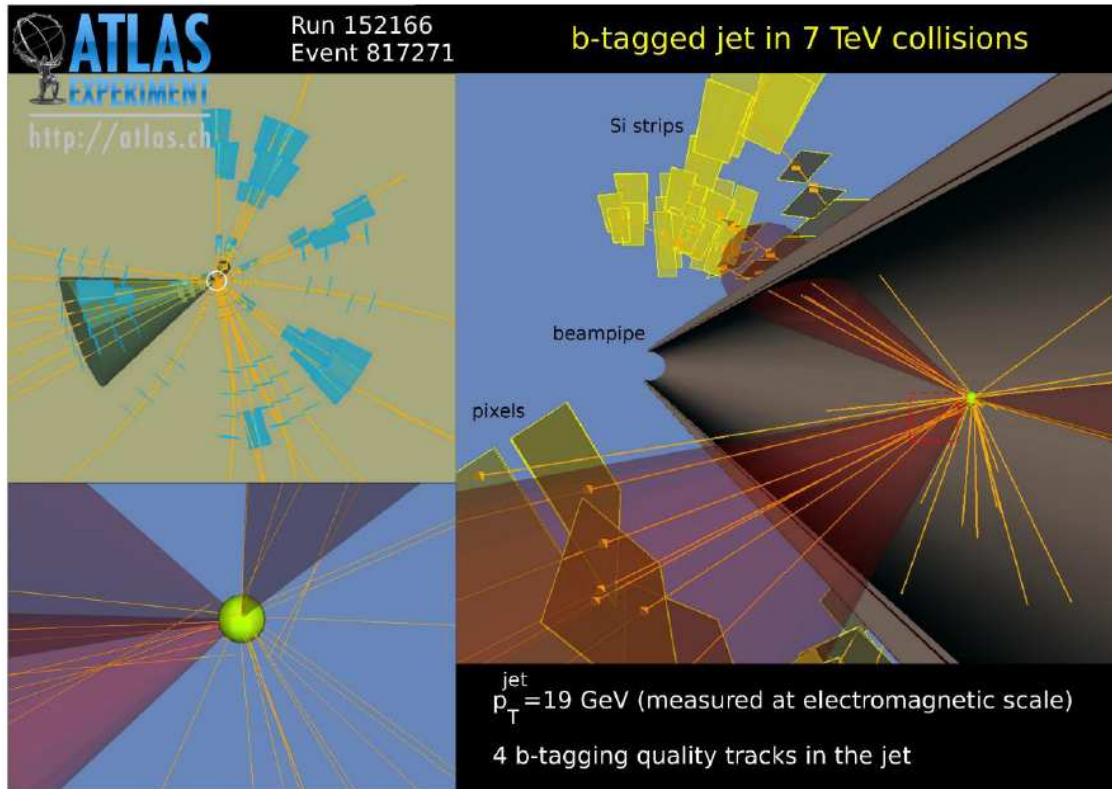 ATLAS
EXPERIMENT
http://atlas.ch
Run 152166
Event 817271
b-tagged jet in 7 TeV collisions
Si strips
beampipe
pixels
p_T^jet=19 GeV (measured at electromagnetic scale)
4 b-tagging quality tracks in the jet